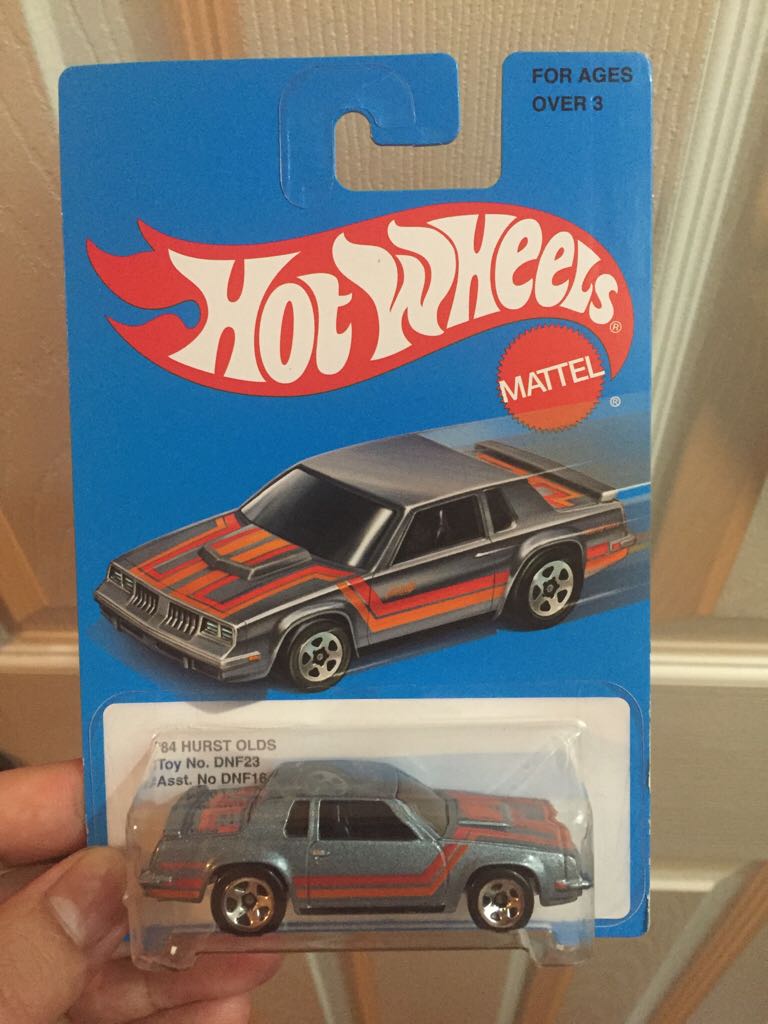 FOR AGES
OVER 3
HOT WHEELS®
MATTEL
®
'84 HURST OLDS
Toy No. DNF23
Asst. No DNF16